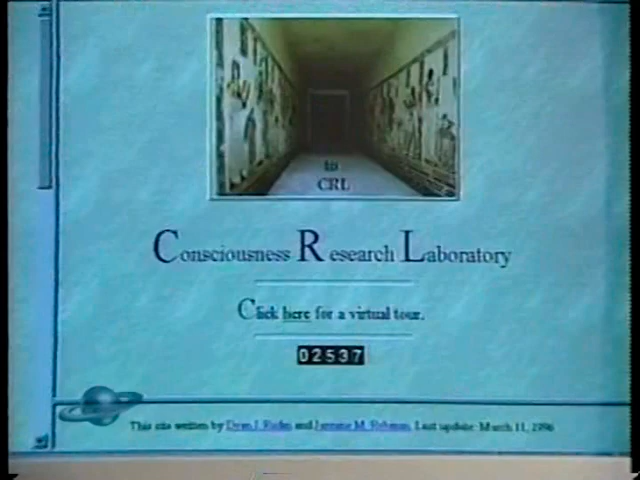 to
CRL
Consciousness Research Laboratory
Click here for a virtual tour.
02537
This site written by Dean I. Radin and Jannine M. Rebman. Last update: March 11, 1996